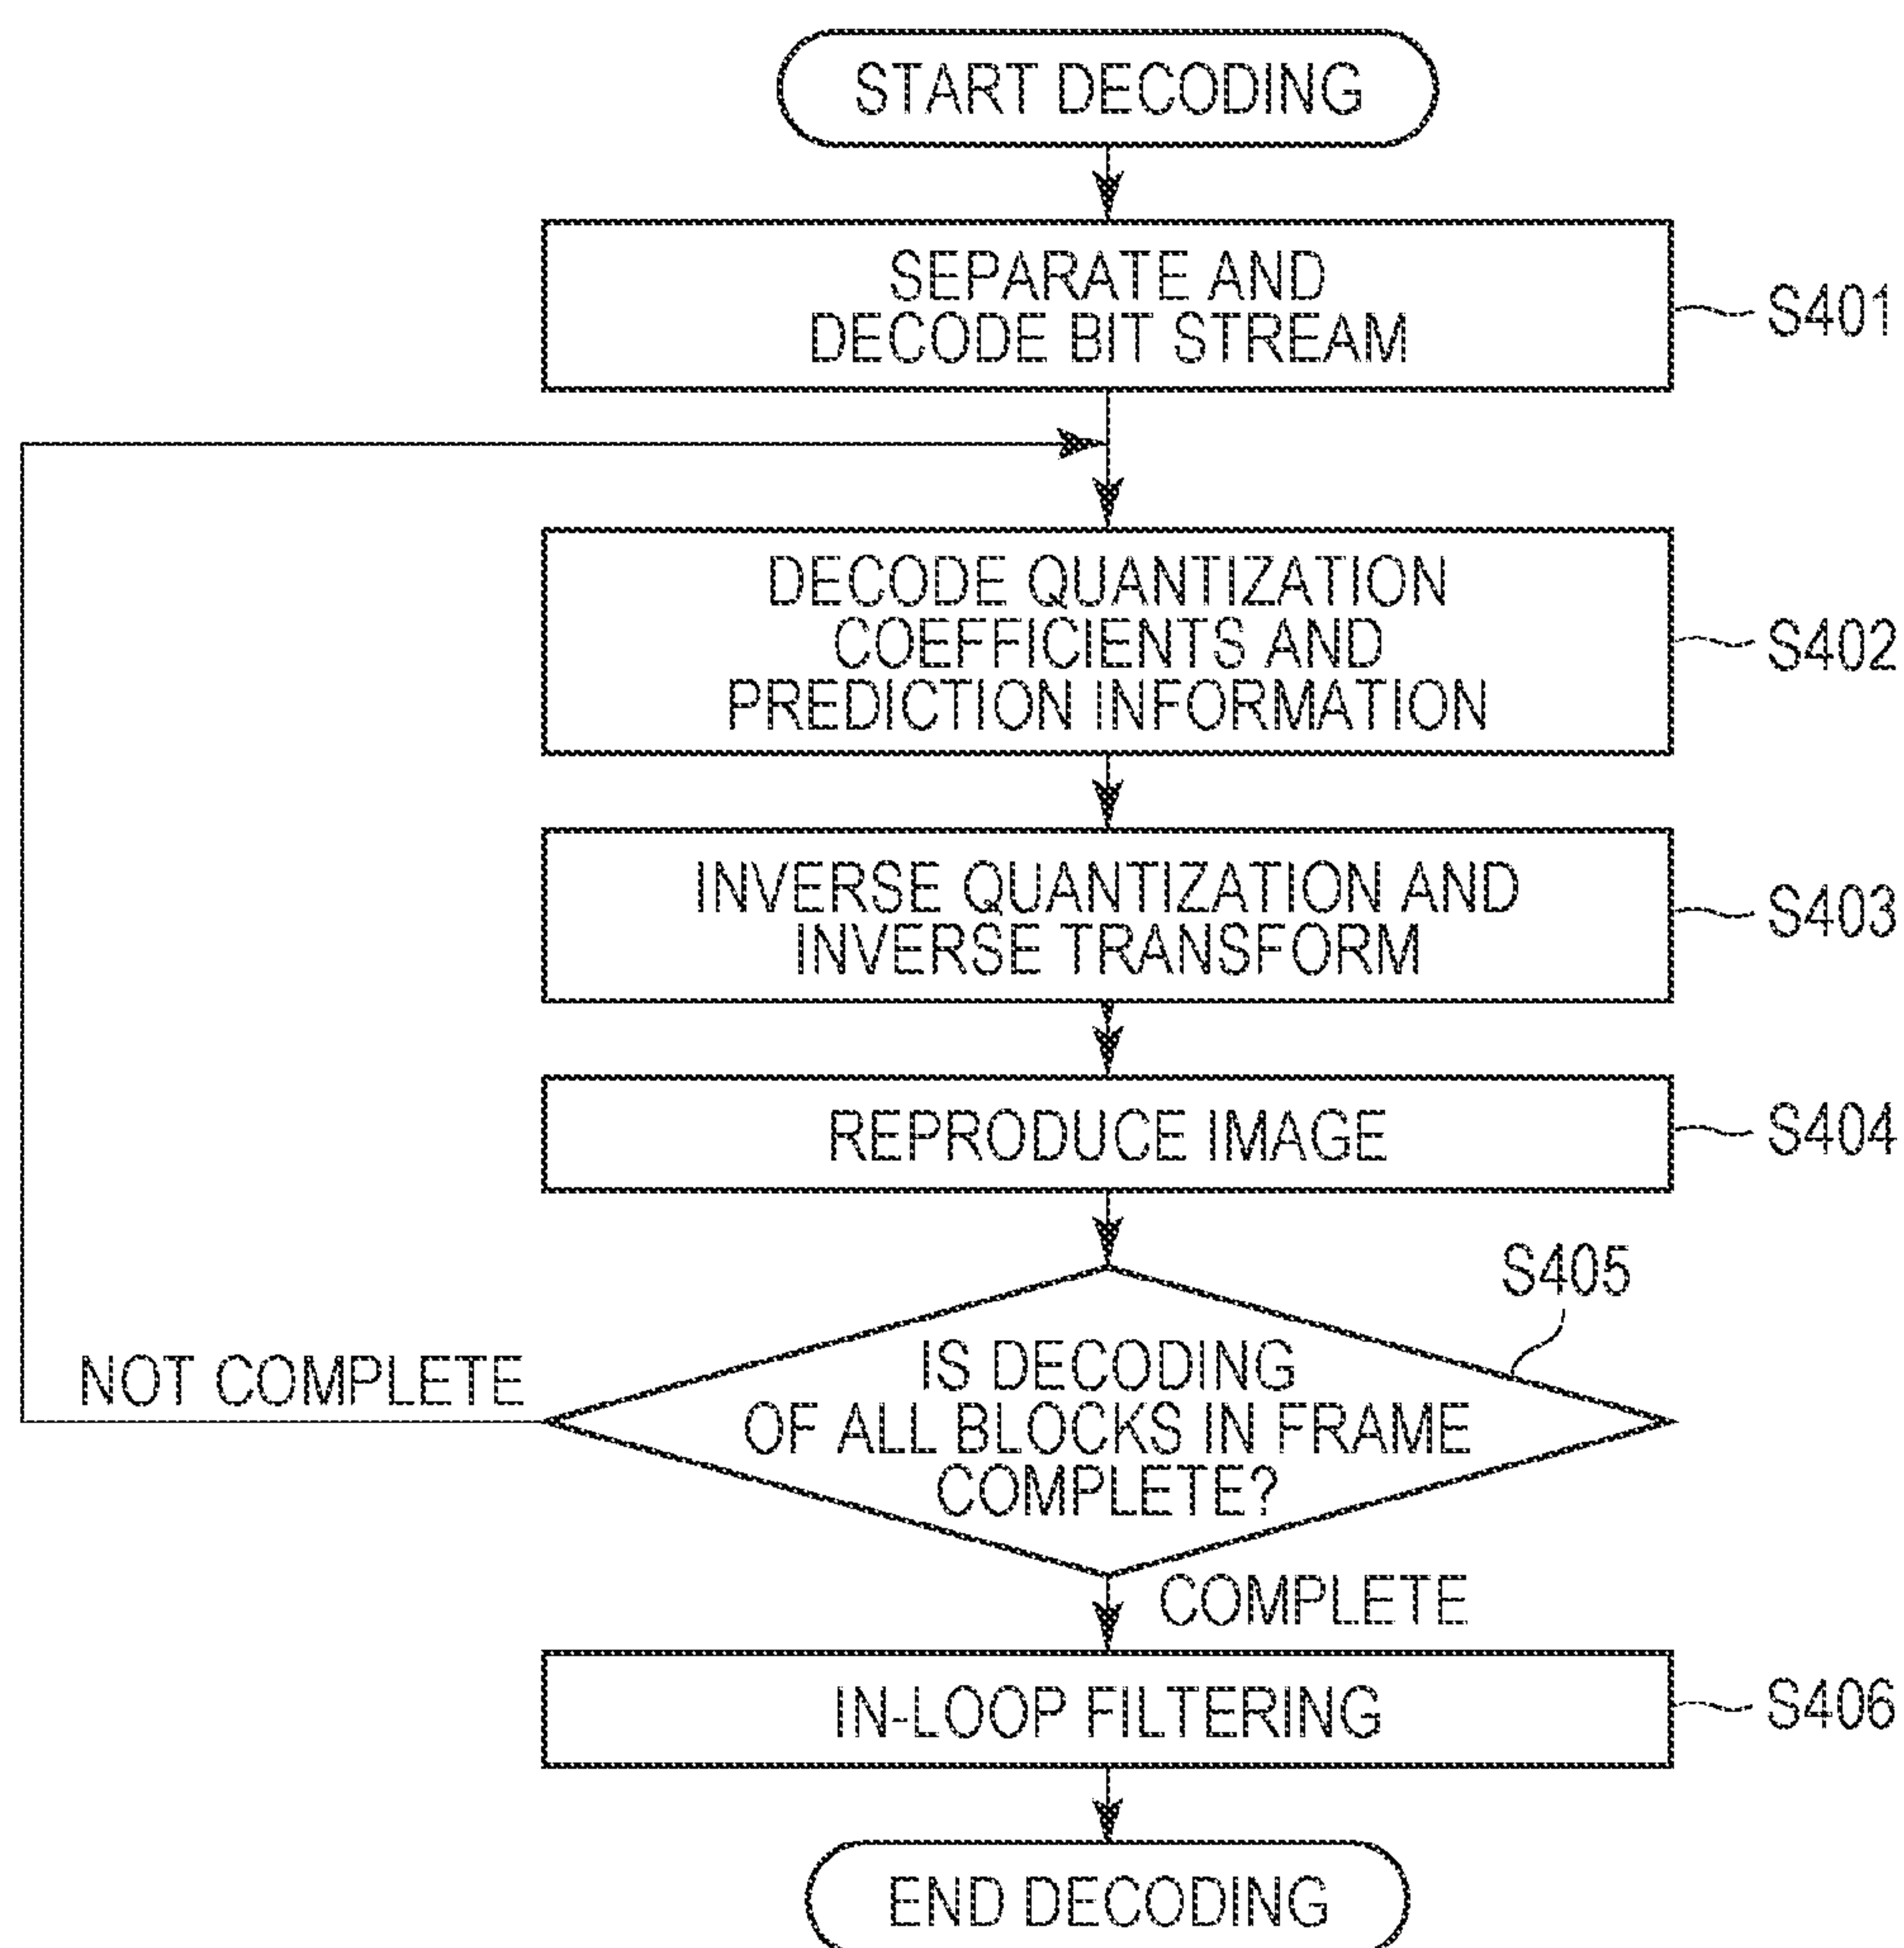 START DECODING
SEPARATE AND
DECODE BIT STREAM
S401
DECODE QUANTIZATION
COEFFICIENTS AND
PREDICTION INFORMATION
S402
INVERSE QUANTIZATION AND
INVERSE TRANSFORM
S403
REPRODUCE IMAGE
S404
S405
IS DECODING
OF ALL BLOCKS IN FRAME
COMPLETE?
NOT COMPLETE
COMPLETE
IN-LOOP FILTERING
S406
END DECODING